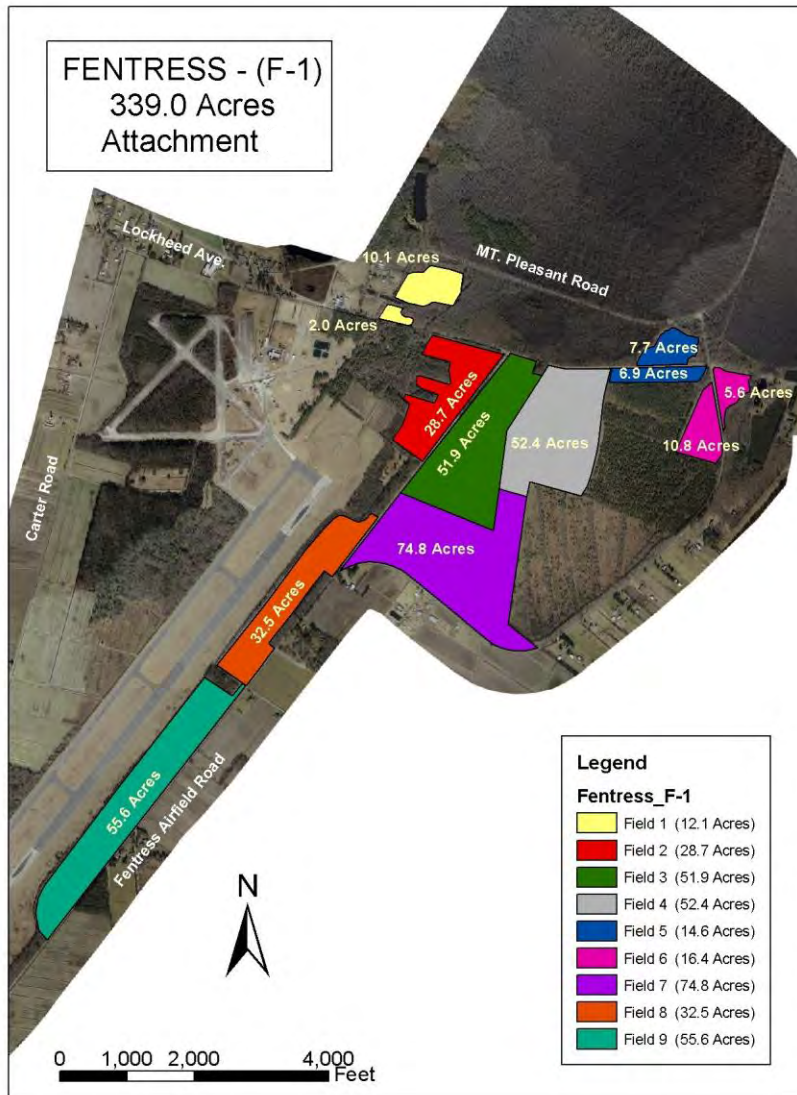 FENTRESS - (F-1)
339.0 Acres
Attachment
Lockheed Ave.
10.1 Acres
MT. Pleasant Road
2.0 Acres
7.7 Acres
6.9 Acres
5.6 Acres
28.7 Acres
51.9 Acres
52.4 Acres
10.8 Acres
Carter Road
74.8 Acres
32.5 Acres
55.6 Acres
Fentress Airfield Road
N
0 1,000 2,000 4,000
Feet
Legend
Fentress_F-1
Field 1 (12.1 Acres)
Field 2 (28.7 Acres)
Field 3 (51.9 Acres)
Field 4 (52.4 Acres)
Field 5 (14.6 Acres)
Field 6 (16.4 Acres)
Field 7 (74.8 Acres)
Field 8 (32.5 Acres)
Field 9 (55.6 Acres)